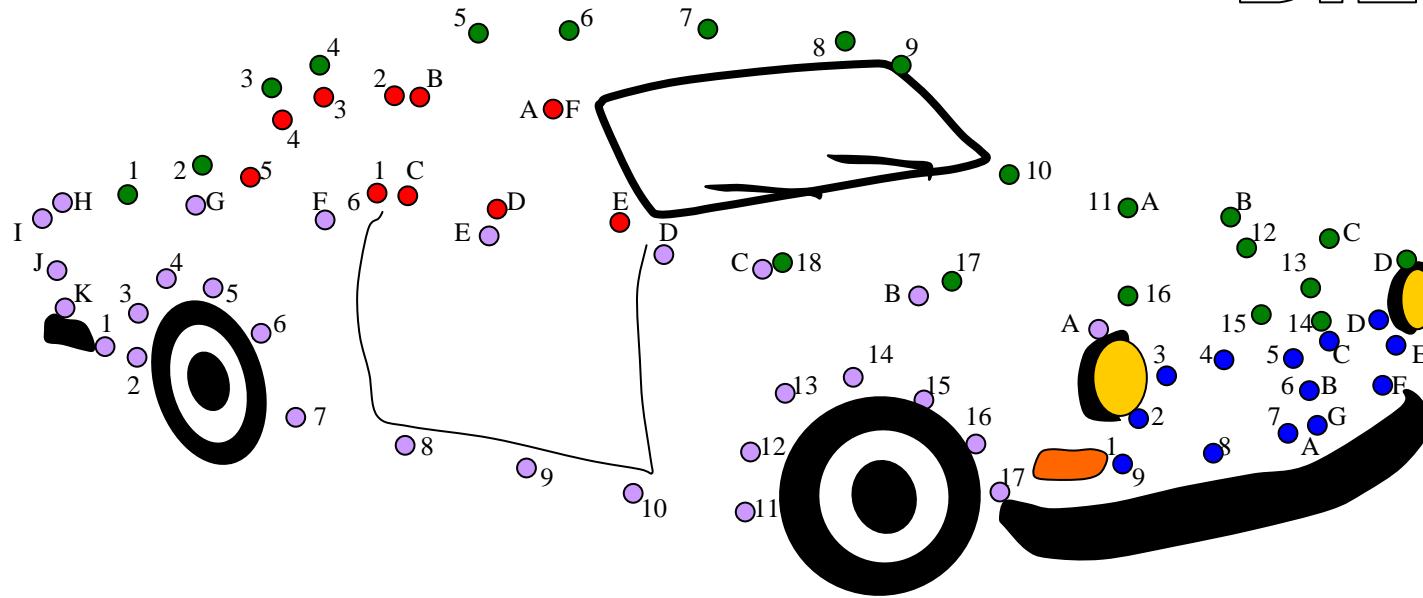 5 6 7 8 9
3 4 2 B
3 A F
4
1 2 5 1 C 10
H G F 6 D E 11 A B
I E D 12 C
J 4 C 18 17 13 D
K 3 5 B 16
1 6 A 15 14 D
2 14 3 4 5 C E
13 15 6 B F
7 16 2 7 G
8 12 1 8 A
9 17 9
10 11